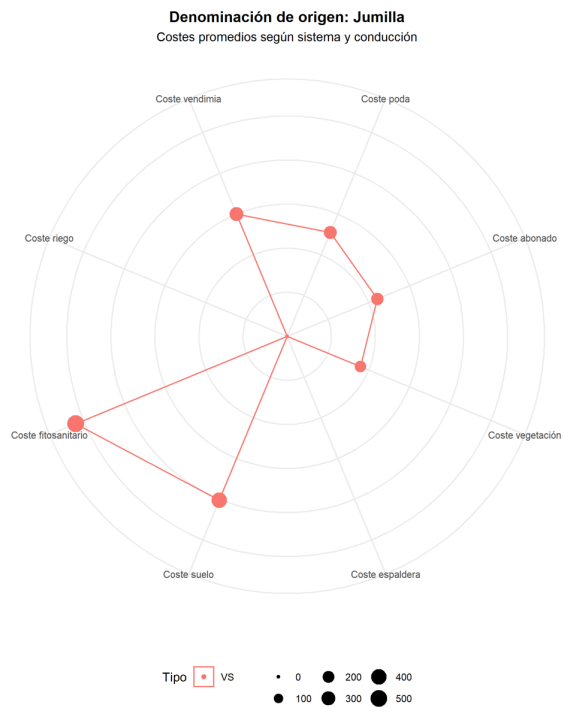 Denominación de origen: Jumilla
Costes promedios según sistema y conducción
Coste vendimia
Coste poda
Coste riego
Coste abonado
Coste fitosanitario
Coste vegetación
Coste suelo
Coste espaldera
Tipo VS 0 200 400
100 300 500